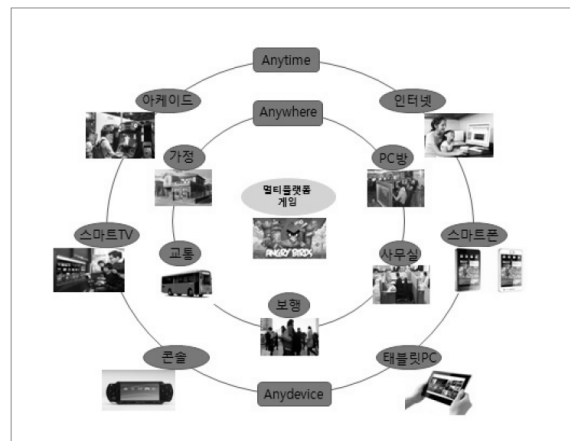 Anytime
아케이드
인터넷
Anywhere
가정
PC방
멀티플랫폼
게임
ANGRY BIRDS
스마트TV
교통
사무실
스마트폰
보행
콘솔
태블릿PC
Anydevice